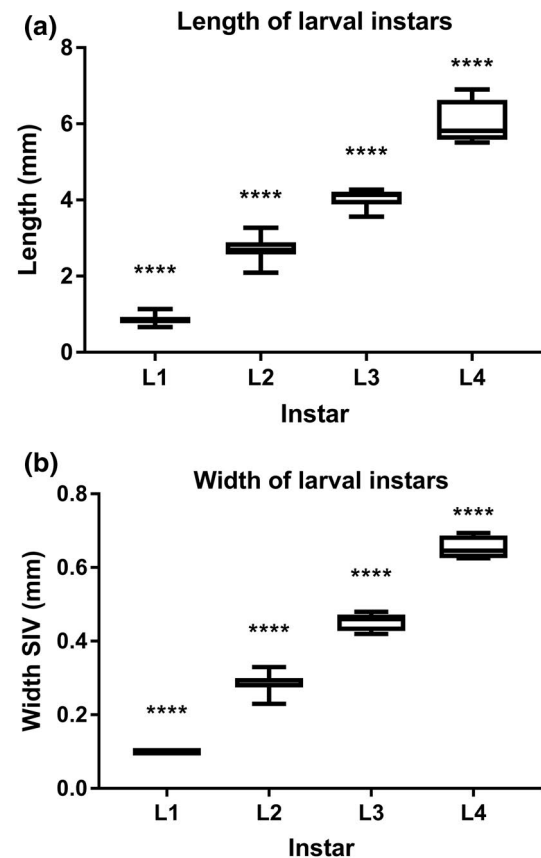 (a)
Length of larval instars
Length (mm)
8
6
4
2
0
****
****
****
****
L1 L2 L3 L4
Instar
(b)
Width of larval instars
Width SIV (mm)
0.8
0.6
0.4
0.2
0.0
****
****
****
****
L1 L2 L3 L4
Instar